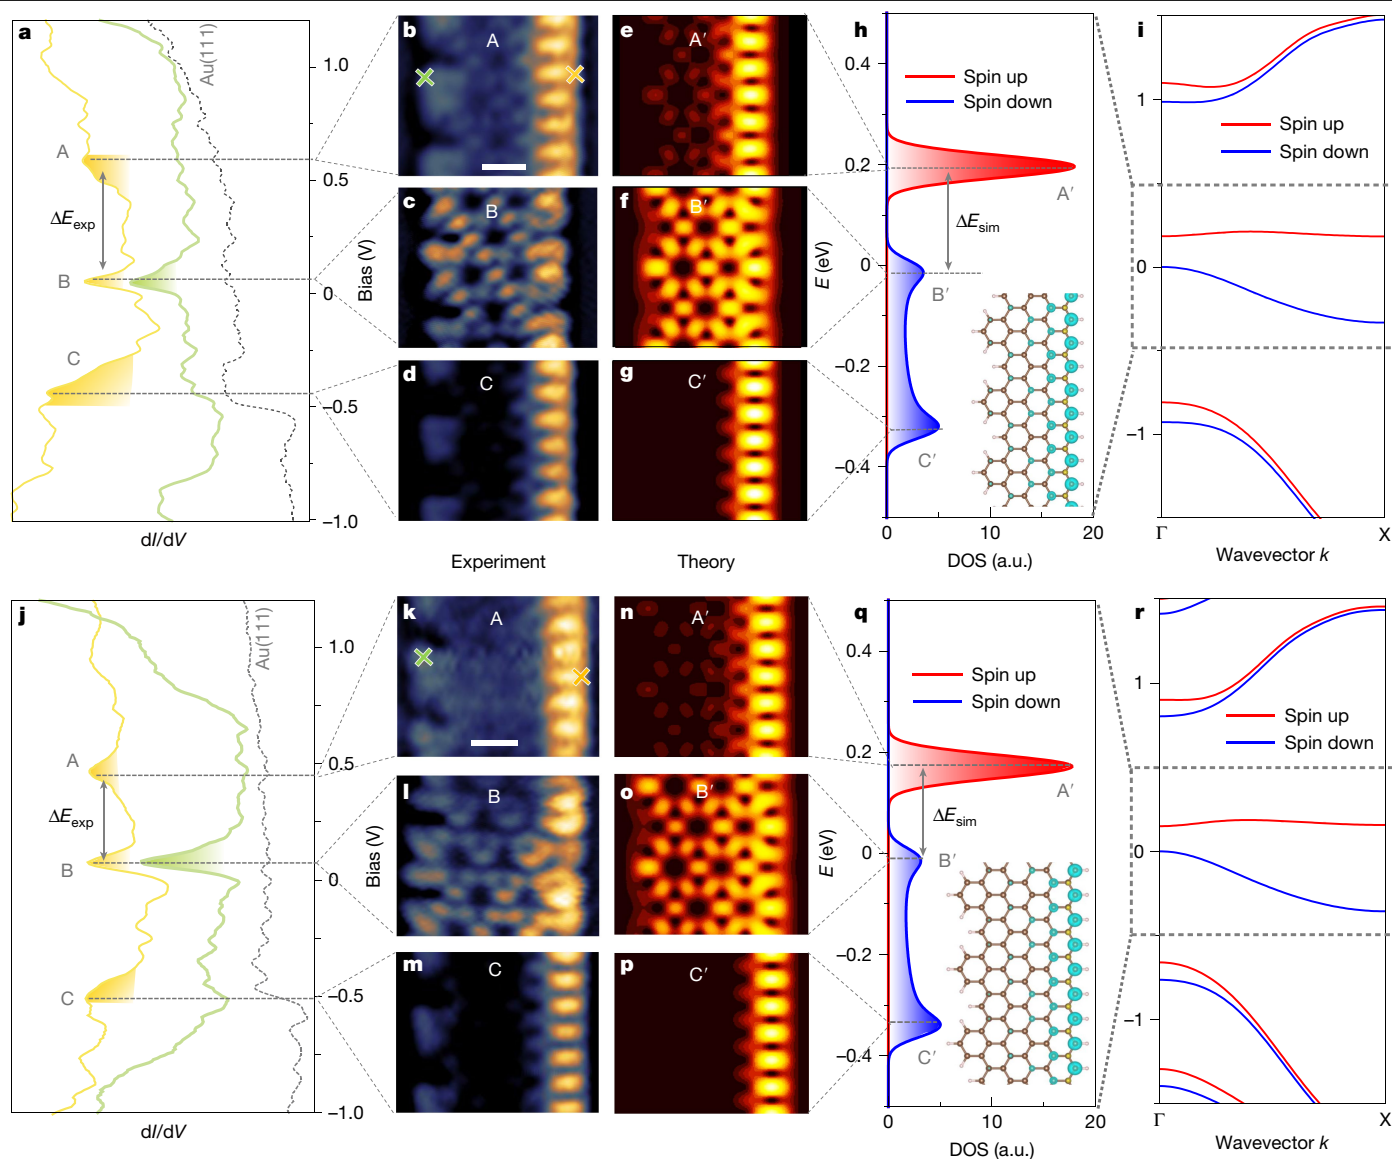 a
Au(111)
1.0
0.5
0
−0.5
−1.0
A
B
C
ΔEexp
Bias (V)
dI/dV
b
A
c
B
d
C
Experiment
e
A′
f
B′
g
C′
Theory
h
Spin up
Spin down
0.4
0.2
0
−0.2
−0.4
E (eV)
A′
ΔEsim
B′
C′
0
10
20
DOS (a.u.)
i
Spin up
Spin down
1
0
−1
Γ
X
Wavevector k
j
Au(111)
1.0
0.5
0
−0.5
−1.0
A
B
C
ΔEexp
Bias (V)
dI/dV
k
A
l
B
m
C
n
A′
o
B′
p
C′
q
Spin up
Spin down
0.4
0.2
0
−0.2
−0.4
E (eV)
A′
ΔEsim
B′
C′
0
10
20
DOS (a.u.)
r
Spin up
Spin down
1
0
−1
Γ
X
Wavevector k